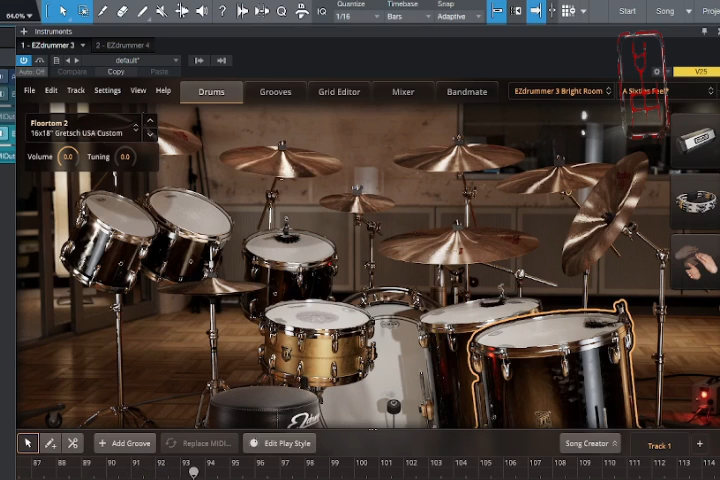 64.0%
?
IQ
Quantize
1/16
Timebase
Bars
Snap
Adaptive
Start
Song
Proje
Instruments
1 - EZdrummer 3
2 - EZdrummer 4
default*
Auto: Off
Compare
Copy
Paste
V25
File
Edit
Track
Settings
View
Help
Drums
Grooves
Grid Editor
Mixer
Bandmate
EZdrummer 3 Bright Room
Floortom 2
16x18" Gretsch USA Custom
Volume
0.0
Tuning
0.0
Add Groove
Replace MIDI...
Edit Play Style
Song Creator
Track 1
+
87 88 89 90 91 92 93 94 95 96 97 98 99 100 101 102 103 104 105 106 107 108 109 110 111 112 113 114